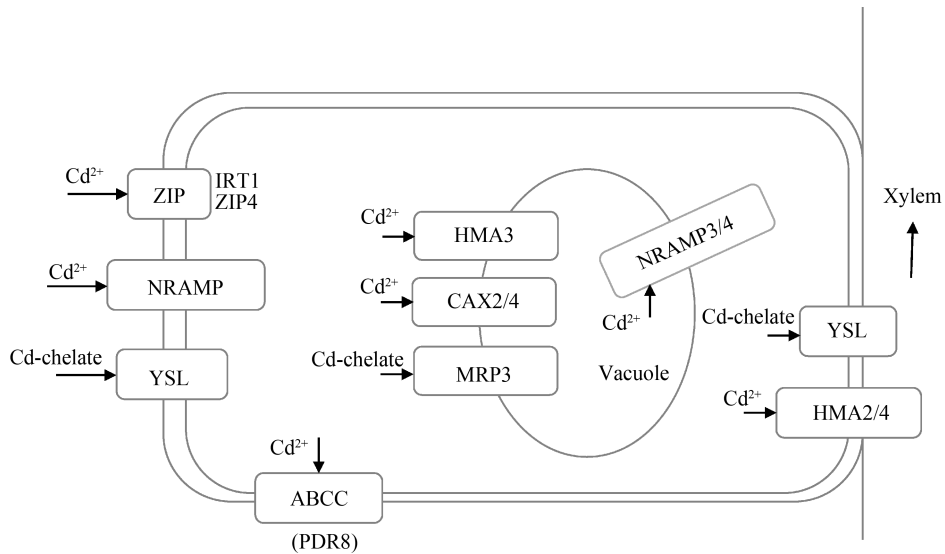 Cd²⁺
ZIP
IRT1
ZIP4
Cd²⁺
NRAMP
Cd-chelate
YSL
Cd²⁺
ABCC
(PDR8)
Cd²⁺
HMA3
Cd²⁺
CAX2/4
Cd-chelate
MRP3
NRAMP3/4
Cd²⁺
Vacuole
Xylem
Cd-chelate
YSL
Cd²⁺
HMA2/4